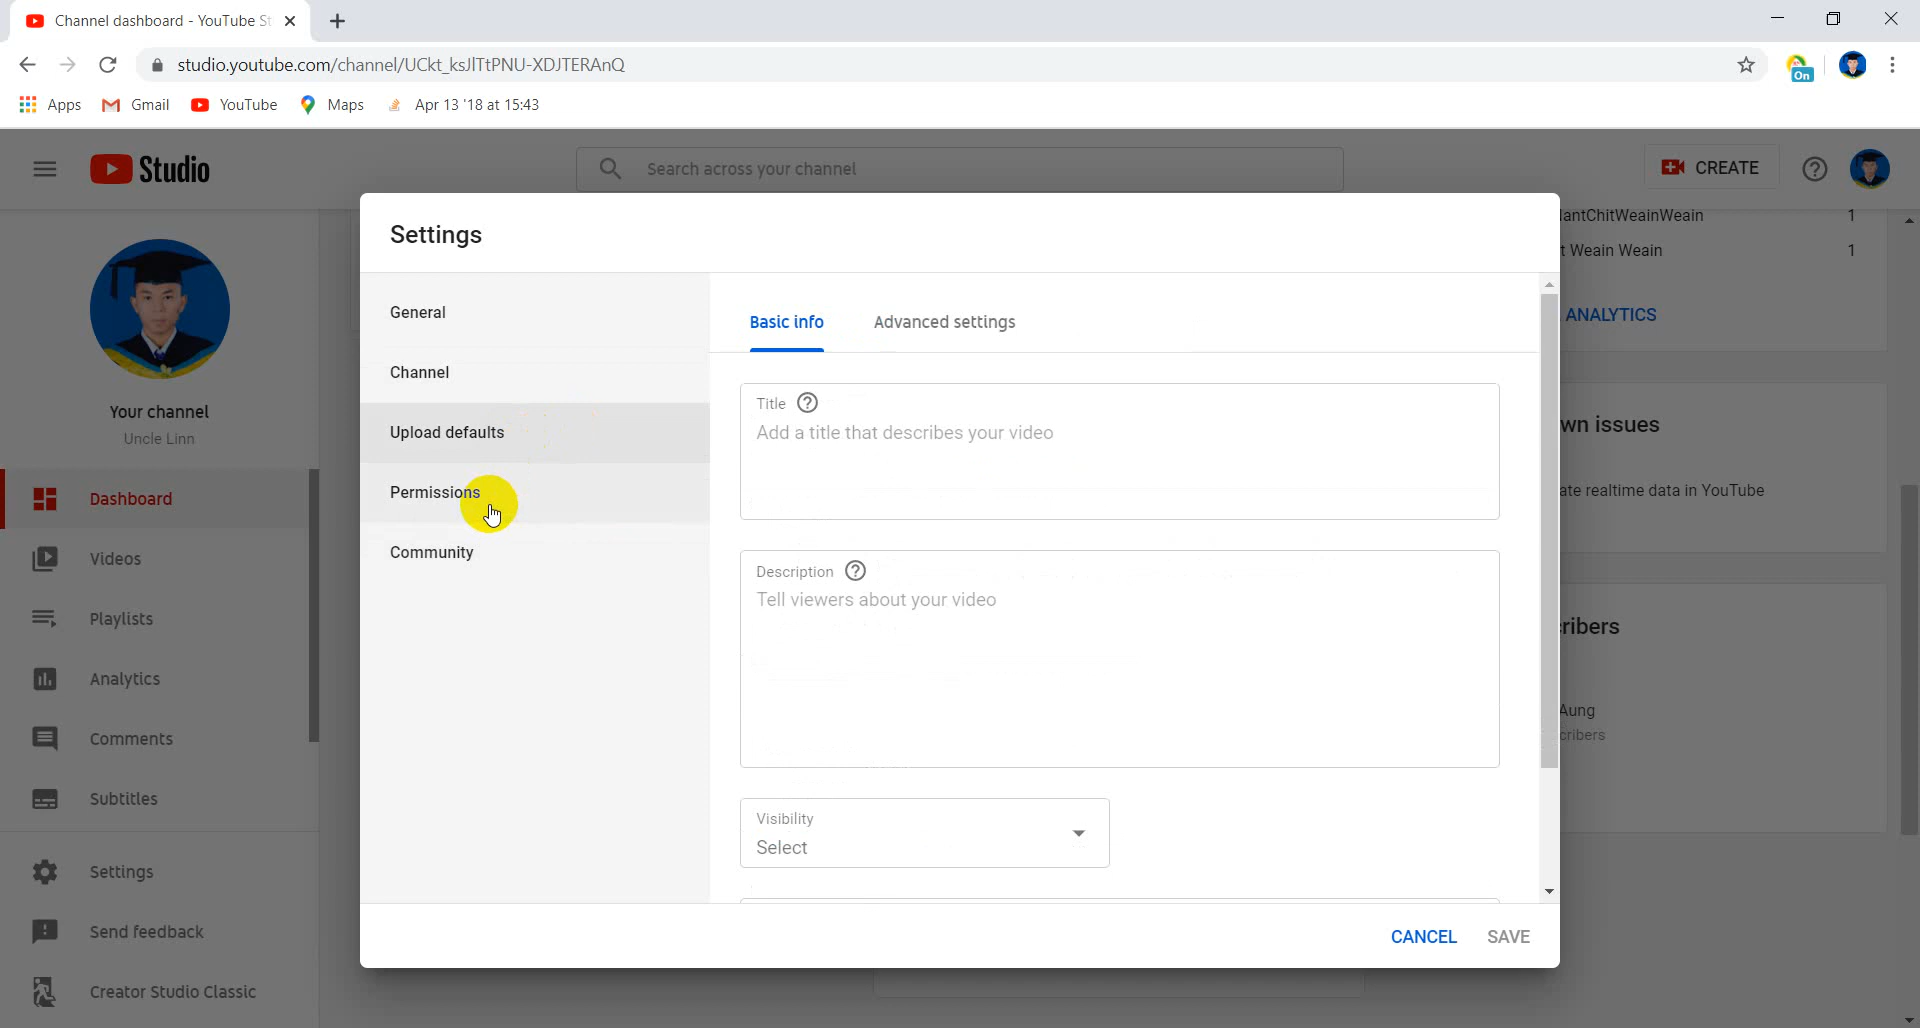 Channel dashboard - YouTube St
studio.youtube.com/channel/UCkt_ksJlTtPNU-XDJTERAnQ
On
Apps
Gmail
YouTube
Maps
Apr 13 '18 at 15:43
Studio
Search across your channel
CREATE
Your channel
Uncle Linn
Dashboard
Videos
Playlists
Analytics
Comments
Subtitles
Settings
Send feedback
Creator Studio Classic
Settings
General
Channel
Upload defaults
Permissions
Community
Basic info
Advanced settings
Title ?
Add a title that describes your video
Description ?
Tell viewers about your video
Visibility
Select
CANCEL
SAVE
lantChitWeainWeain 1
t Weain Weain 1
ANALYTICS
wn issues
ate realtime data in YouTube
ribers
Aung
cribers